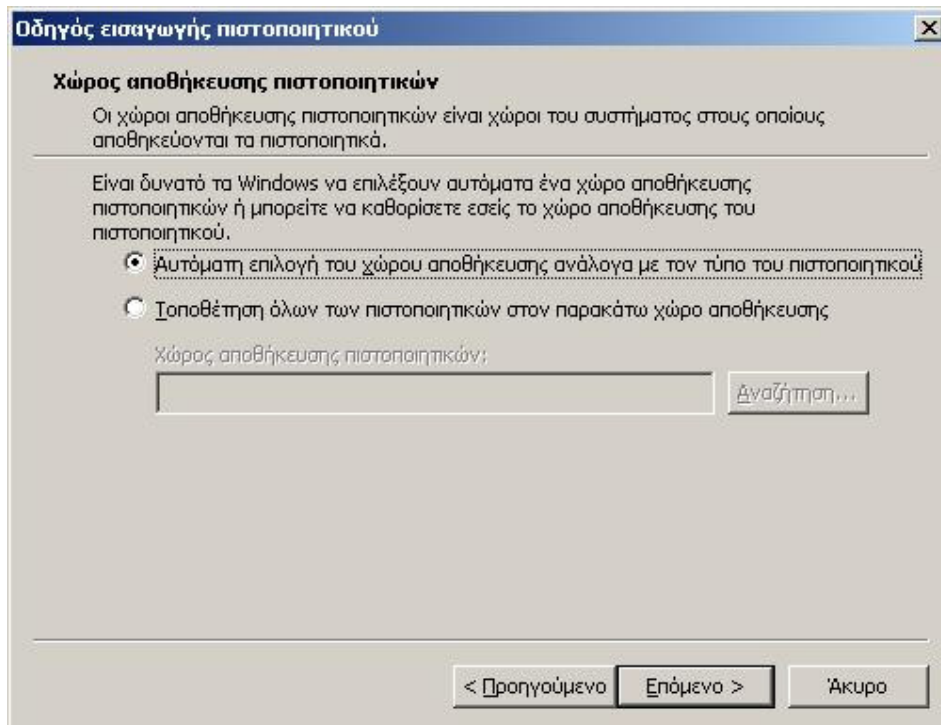 Οδηγός εισαγωγής πιστοποιητικού
Χώρος αποθήκευσης πιστοποιητικών
Οι χώροι αποθήκευσης πιστοποιητικών είναι χώροι του συστήματος στους οποίους
αποθηκεύονται τα πιστοποιητικά.
Είναι δυνατό τα Windows να επιλέξουν αυτόματα ένα χώρο αποθήκευσης
πιστοποιητικών ή μπορείτε να καθορίσετε εσείς το χώρο αποθήκευσης του
πιστοποιητικού.
Αυτόματη επιλογή του χώρου αποθήκευσης ανάλογα με τον τύπο του πιστοποιητικού
Τοποθέτηση όλων των πιστοποιητικών στον παρακάτω χώρο αποθήκευσης
Χώρος αποθήκευσης πιστοποιητικών:
Αναζήτηση...
< Προηγούμενο Επόμενο > Άκυρο